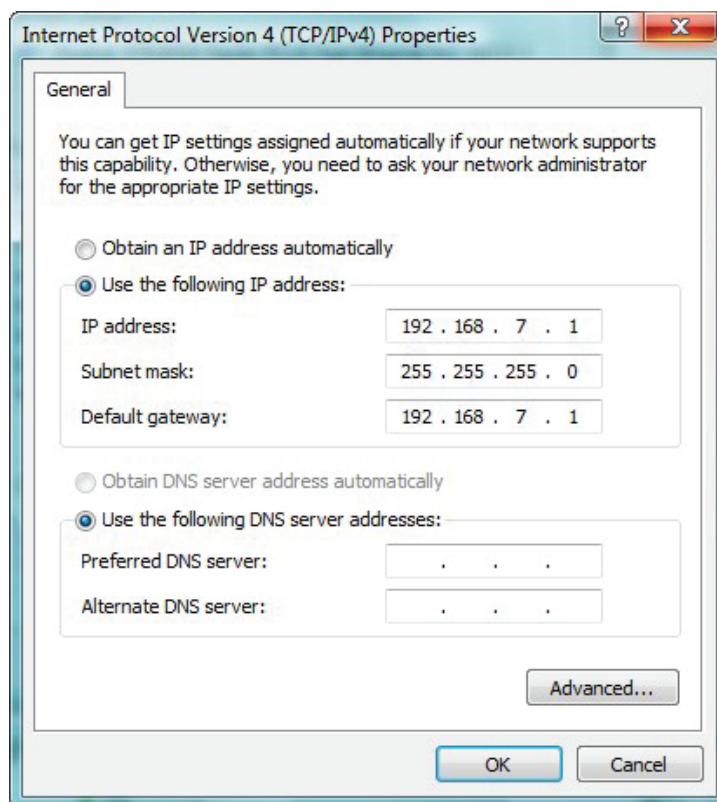 Internet Protocol Version 4 (TCP/IPv4) Properties
? X
General
You can get IP settings assigned automatically if your network supports
this capability. Otherwise, you need to ask your network administrator
for the appropriate IP settings.
Obtain an IP address automatically
Use the following IP address:
IP address: 192 . 168 . 7 . 1
Subnet mask: 255 . 255 . 255 . 0
Default gateway: 192 . 168 . 7 . 1
Obtain DNS server address automatically
Use the following DNS server addresses:
Preferred DNS server: . . .
Alternate DNS server: . . .
Advanced...
OK Cancel